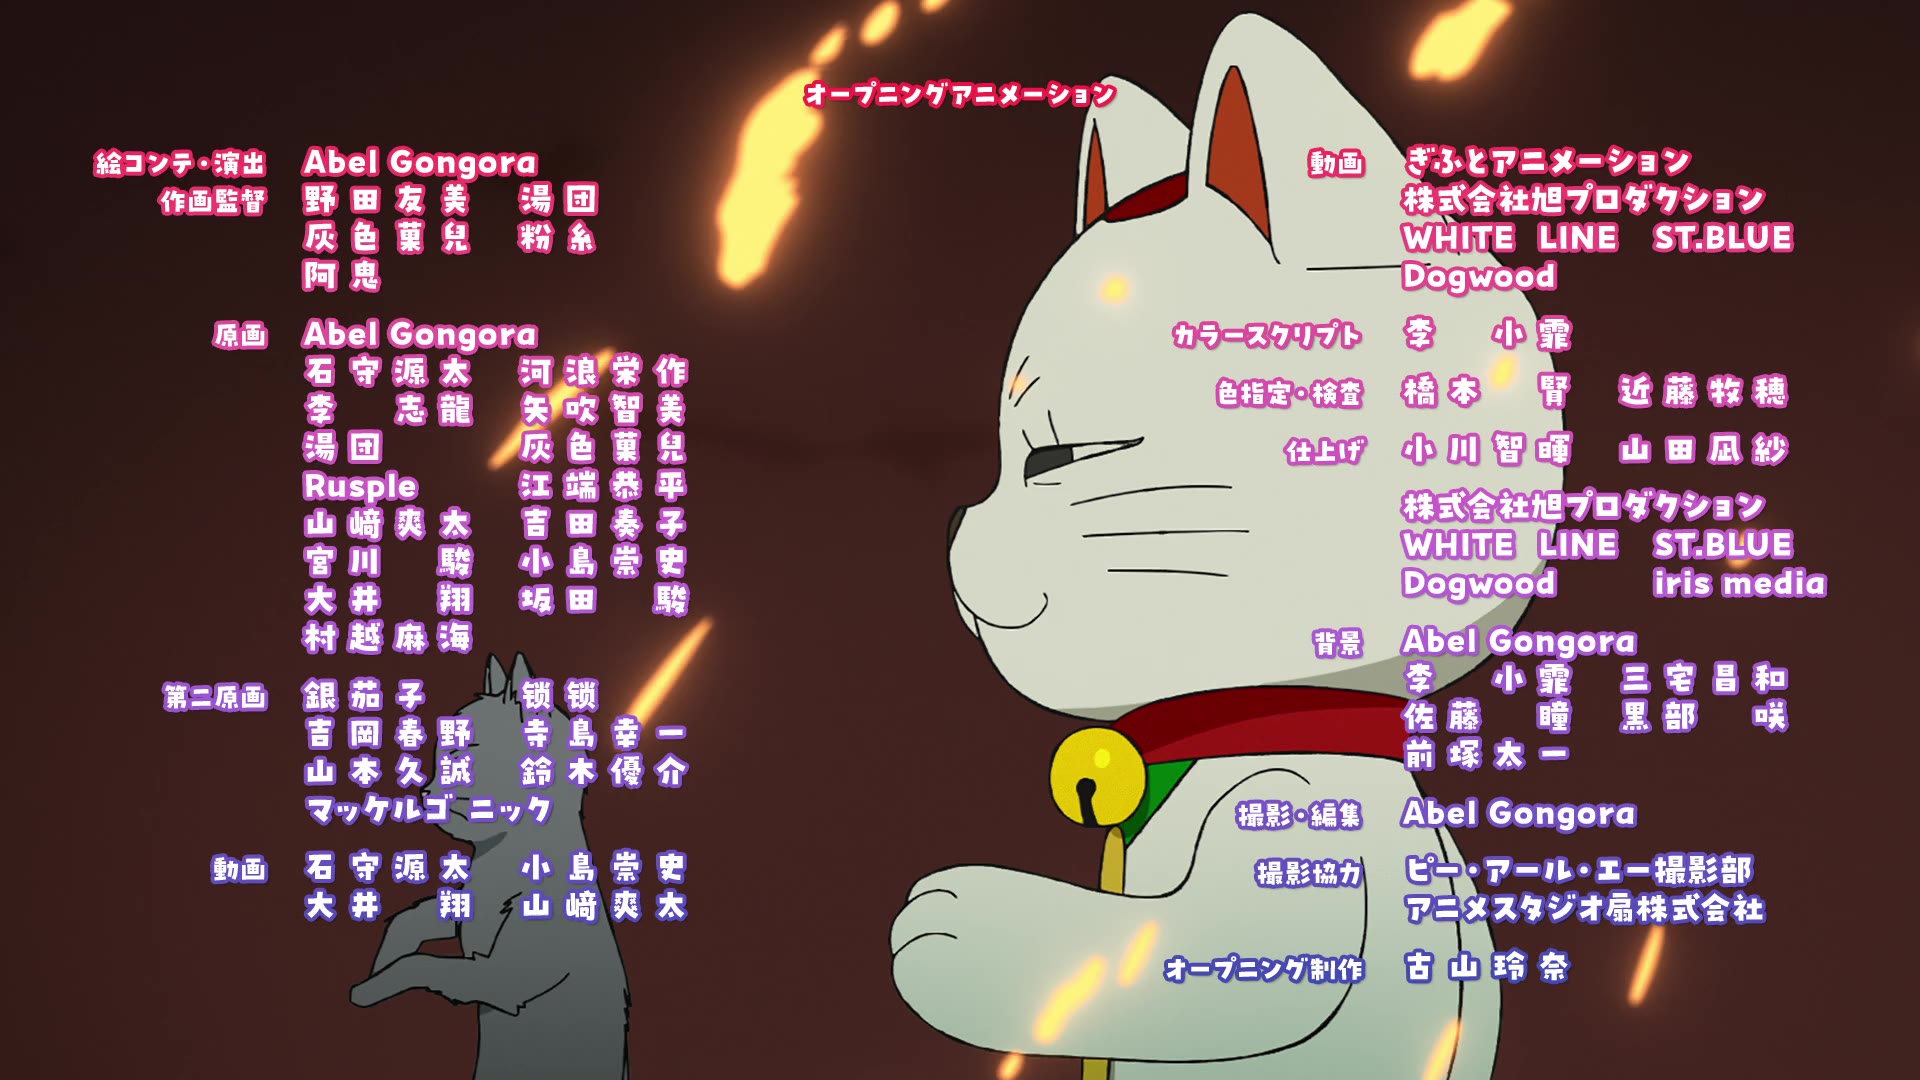 オープニングアニメーション
絵コンテ・演出 Abel Gongora
作画監督 野田友美 湯団
灰色菓兒 粉糸
阿鬼
原画 Abel Gongora
石守源太 河浪栄作
李 志龍 矢吹智美
湯団 灰色菓兒
Rusple 江端恭平
山﨑爽太 吉田奏子
宮川 駿 小島崇史
大井 翔 坂田 駿
村越麻海
第二原画 銀茄子 锁锁
吉岡春野 寺島幸一
山本久誠 鈴木優介
マッケルゴ ニック
動画 石守源太 小島崇史
大井 翔 山﨑爽太
動画 ぎふとアニメーション
株式会社旭プロダクション
WHITE LINE ST.BLUE
Dogwood
カラースクリプト 李 小霏
色指定・検査 橋本 賢 近藤牧穂
仕上げ 小川智暉 山田凪紗
株式会社旭プロダクション
WHITE LINE ST.BLUE
Dogwood iris media
背景 Abel Gongora
李 小霏 三宅昌和
佐藤 瞳 黒部 咲
前塚太一
撮影・編集 Abel Gongora
撮影協力 ピー・アール・エー撮影部
アニメスタジオ扇株式会社
オープニング制作 古山玲奈